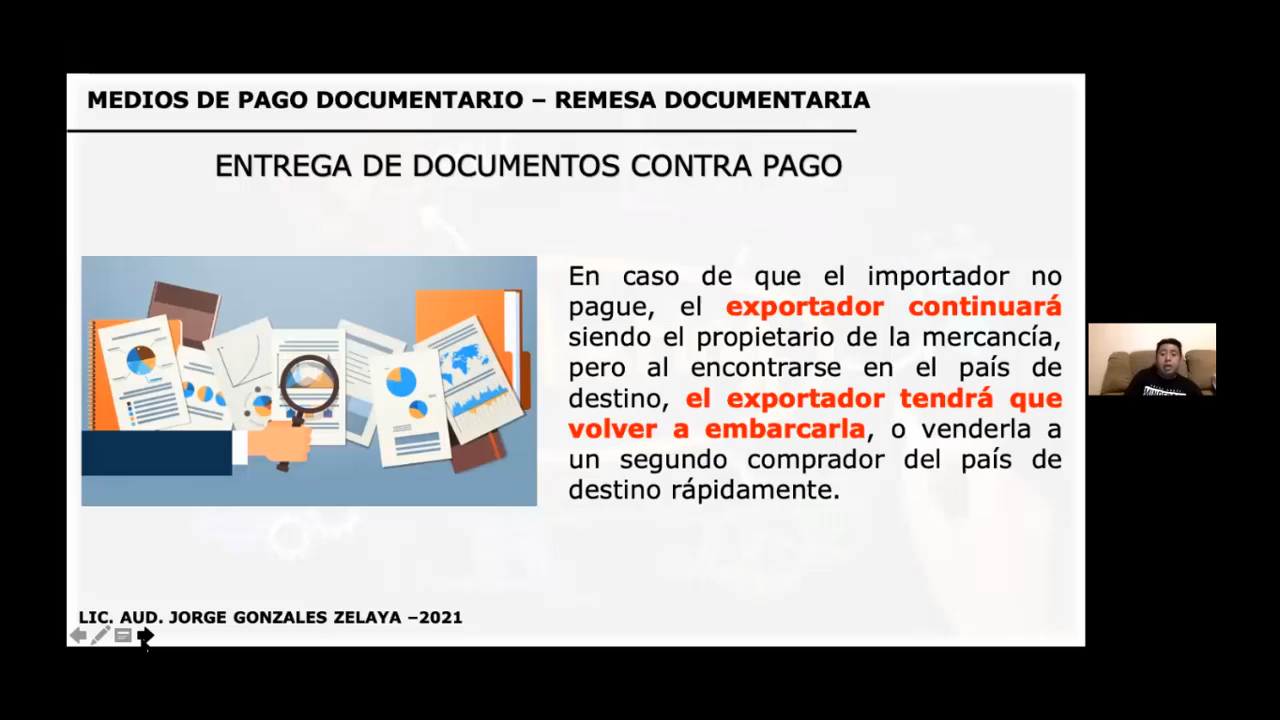 MEDIOS DE PAGO DOCUMENTARIO – REMESA DOCUMENTARIA
ENTREGA DE DOCUMENTOS CONTRA PAGO
En caso de que el importador no
pague, el exportador continuará
siendo el propietario de la mercancía,
pero al encontrarse en el país de
destino, el exportador tendrá que
volver a embarcarla, o venderla a
un segundo comprador del país de
destino rápidamente.
LIC. AUD. JORGE GONZALES ZELAYA –2021